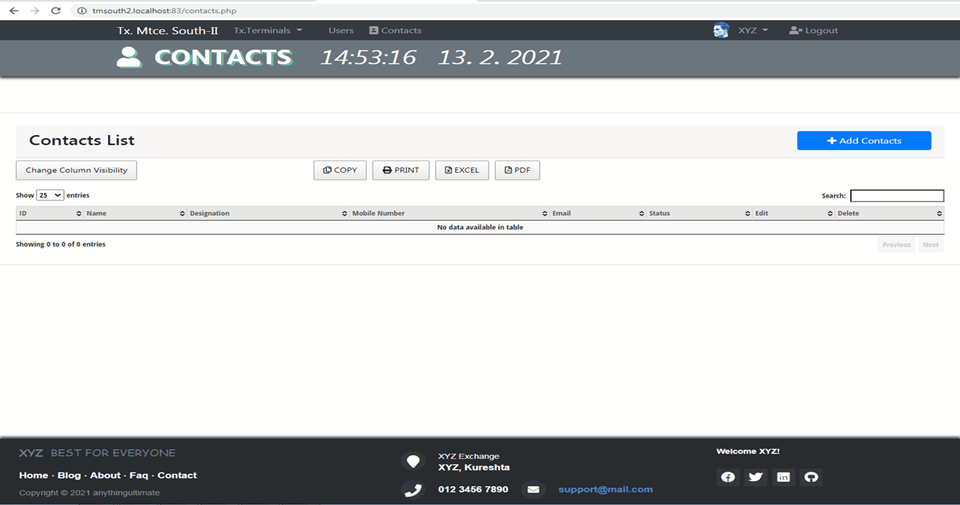 tmsouth2.localhost:83/contacts.php
Tx. Mtce. South-II Tx.Terminals Users Contacts XYZ Logout
CONTACTS 14:53:16 13. 2. 2021
Contacts List Add Contacts
Change Column Visibility COPY PRINT EXCEL PDF
Show 25 entries Search:
ID Name Designation Mobile Number Email Status Edit Delete
No data available in table
Showing 0 to 0 of 0 entries Previous Next
XYZ BEST FOR EVERYONE
Home - Blog - About - Faq - Contact
Copyright © 2021 anythingultimate
XYZ Exchange
XYZ, Kureshta
012 3456 7890 support@mail.com
Welcome XYZ!